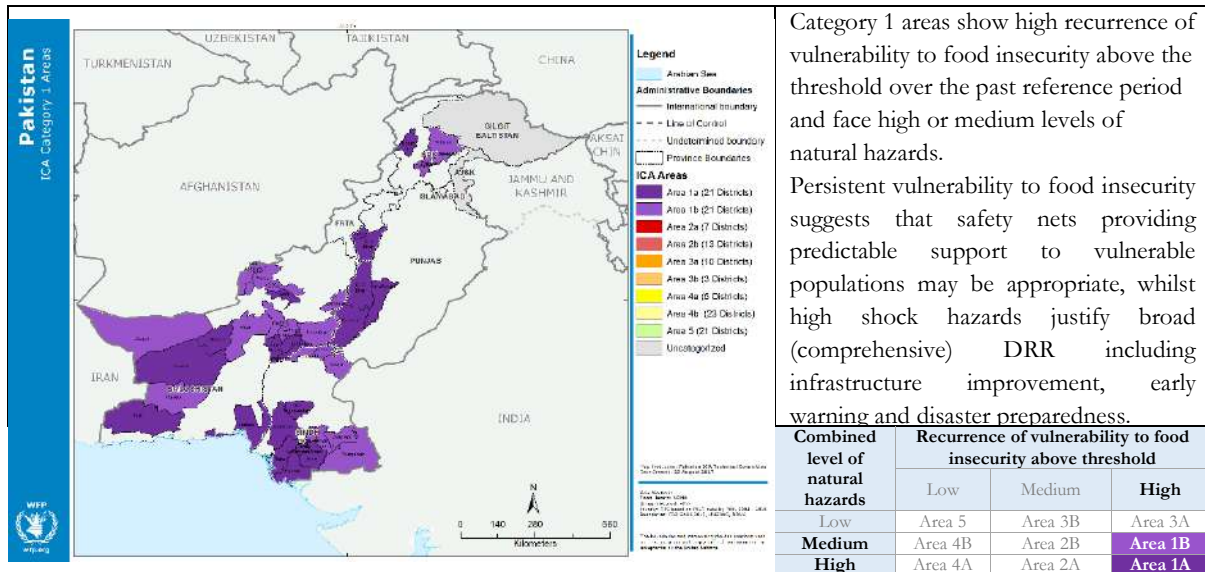 Pakistan
ICA Category 1 Areas
WFP
wfp.org
UZBEKISTAN
TAJIKISTAN
TURKMENISTAN
CHINA
GILGIT
BALTISTAN
AKSAI
CHIN
JAMMU AND
KASHMIR
AFGHANISTAN
ISLAMABAD
FATA
PUNJAB
IRAN
BALOCHISTAN
SINDH
INDIA
N
0 140 280 560
Kilometers
Legend
Arabian Sea
Administrative Boundaries
International boundary
Line of Control
Undetermined boundary
Province Boundaries
ICA Areas
Area 1a (21 Districts)
Area 1b (21 Districts)
Area 2a (7 Districts)
Area 2b (13 Districts)
Area 3a (10 Districts)
Area 3b (3 Districts)
Area 4a (6 Districts)
Area 4b (23 Districts)
Area 5 (21 Districts)
Uncategorized
Category 1 areas show high recurrence of
vulnerability to food insecurity above the
threshold over the past reference period
and face high or medium levels of
natural hazards.
Persistent vulnerability to food insecurity
suggests that safety nets providing
predictable support to vulnerable
populations may be appropriate, whilst
high shock hazards justify broad
(comprehensive) DRR including
infrastructure improvement, early
warning and disaster preparedness.
Combined level of natural hazards
Recurrence of vulnerability to food
insecurity above threshold
Low Medium High
Low Area 5 Area 3B Area 3A
Medium Area 4B Area 2B Area 1B
High Area 4A Area 2A Area 1A